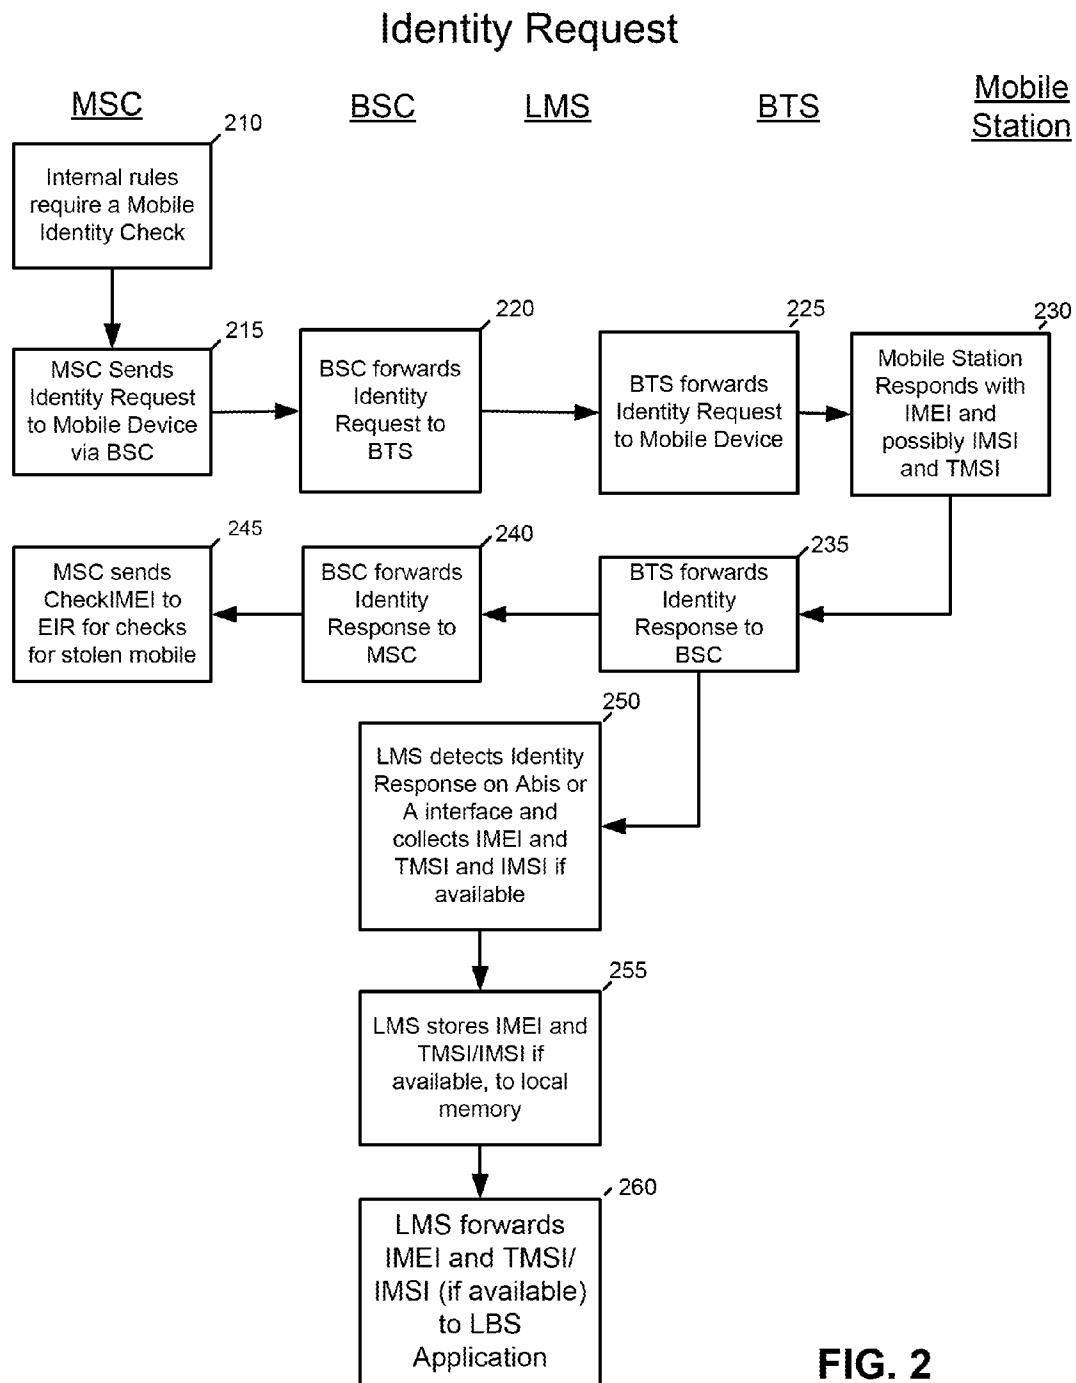 Identity Request
MSC
BSC
LMS
BTS
Mobile
Station
210
Internal rules
require a Mobile
Identity Check
215
MSC Sends
Identity Request
to Mobile Device
via BSC
220
BSC forwards
Identity
Request to
BTS
225
BTS forwards
Identity Request
to Mobile Device
230
Mobile Station
Responds with
IMEI and
possibly IMSI
and TMSI
245
MSC sends
CheckIMEI to
EIR for checks
for stolen mobile
240
BSC forwards
Identity
Response to
MSC
235
BTS forwards
Identity
Response to
BSC
250
LMS detects Identity
Response on Abis or
A interface and
collects IMEI and
TMSI and IMSI if
available
255
LMS stores IMEI and
TMSI/IMSI if
available, to local
memory
260
LMS forwards
IMEI and TMSI/
IMSI (if available)
to LBS
Application
FIG. 2